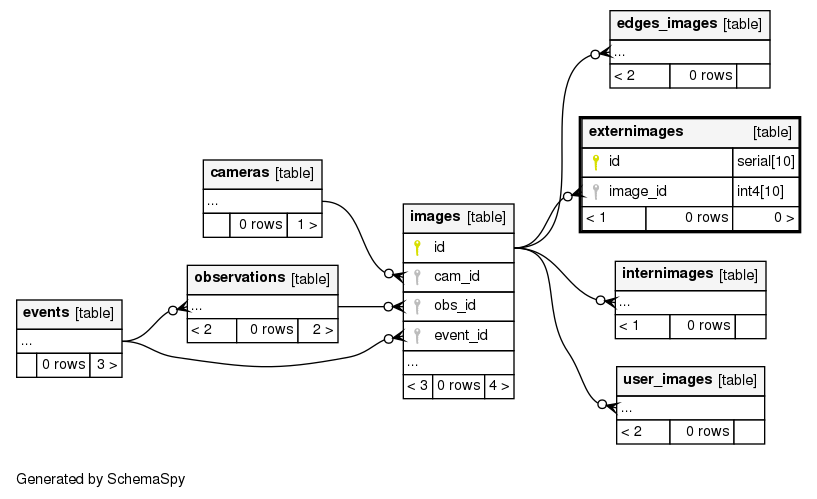 edges_images [table]
...
< 2 0 rows
externimages [table]
id serial[10]
image_id int4[10]
< 1 0 rows 0 >
cameras [table]
...
0 rows 1 >
images [table]
id
cam_id
obs_id
event_id
...
< 3 0 rows 4 >
observations [table]
...
< 2 0 rows 2 >
events [table]
...
0 rows 3 >
internimages [table]
...
< 1 0 rows
user_images [table]
...
< 2 0 rows
Generated by SchemaSpy